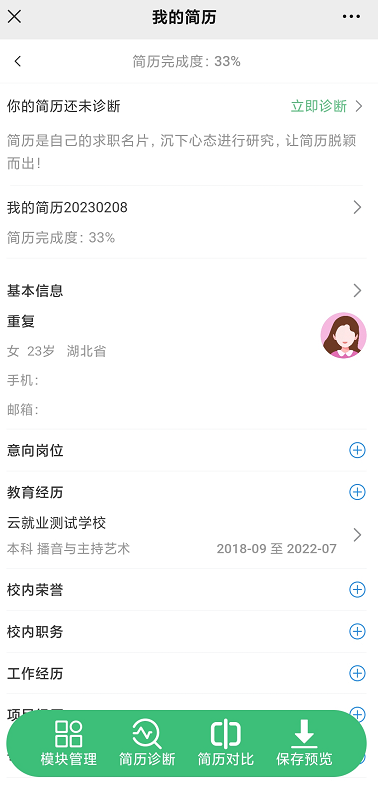 我的简历
简历完成度：33%
你的简历还未诊断
立即诊断
简历是自己的求职名片，沉下心态进行研究，让简历脱颖
而出！
我的简历20230208
简历完成度：33%
基本信息
重复
女 23岁 湖北省
手机：
邮箱：
意向岗位
教育经历
云就业测试学校
本科 播音与主持艺术
2018-09 至 2022-07
校内荣誉
校内职务
工作经历
模块管理
简历诊断
简历对比
保存预览